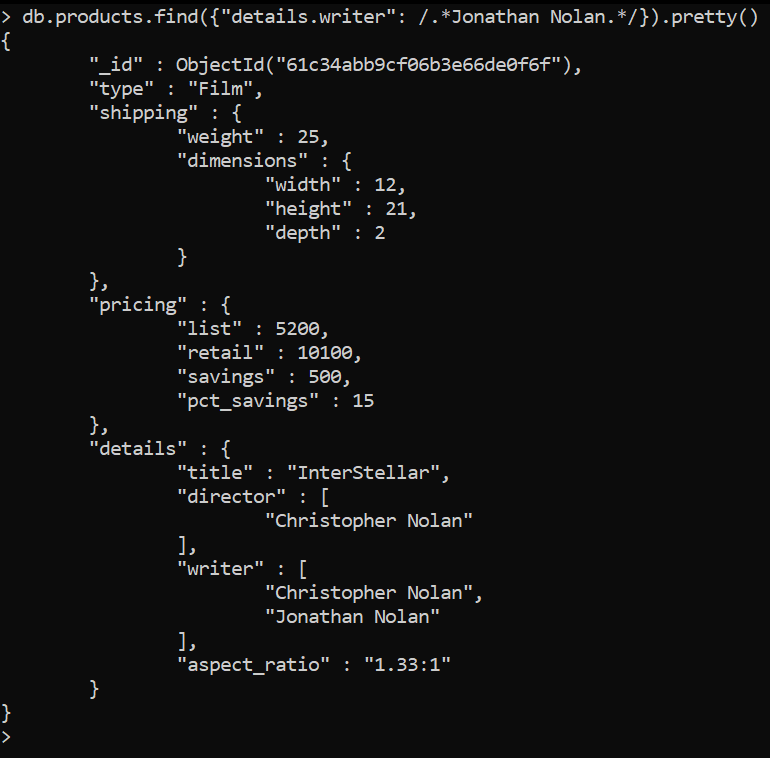 > db.products.find({"details.writer": /.*Jonathan Nolan.*/}).pretty()
{
        "_id" : ObjectId("61c34abb9cf06b3e66de0f6f"),
        "type" : "Film",
        "shipping" : {
                "weight" : 25,
                "dimensions" : {
                        "width" : 12,
                        "height" : 21,
                        "depth" : 2
                }
        },
        "pricing" : {
                "list" : 5200,
                "retail" : 10100,
                "savings" : 500,
                "pct_savings" : 15
        },
        "details" : {
                "title" : "InterStellar",
                "director" : [
                        "Christopher Nolan"
                ],
                "writer" : [
                        "Christopher Nolan",
                        "Jonathan Nolan"
                ],
                "aspect_ratio" : "1.33:1"
        }
}
>